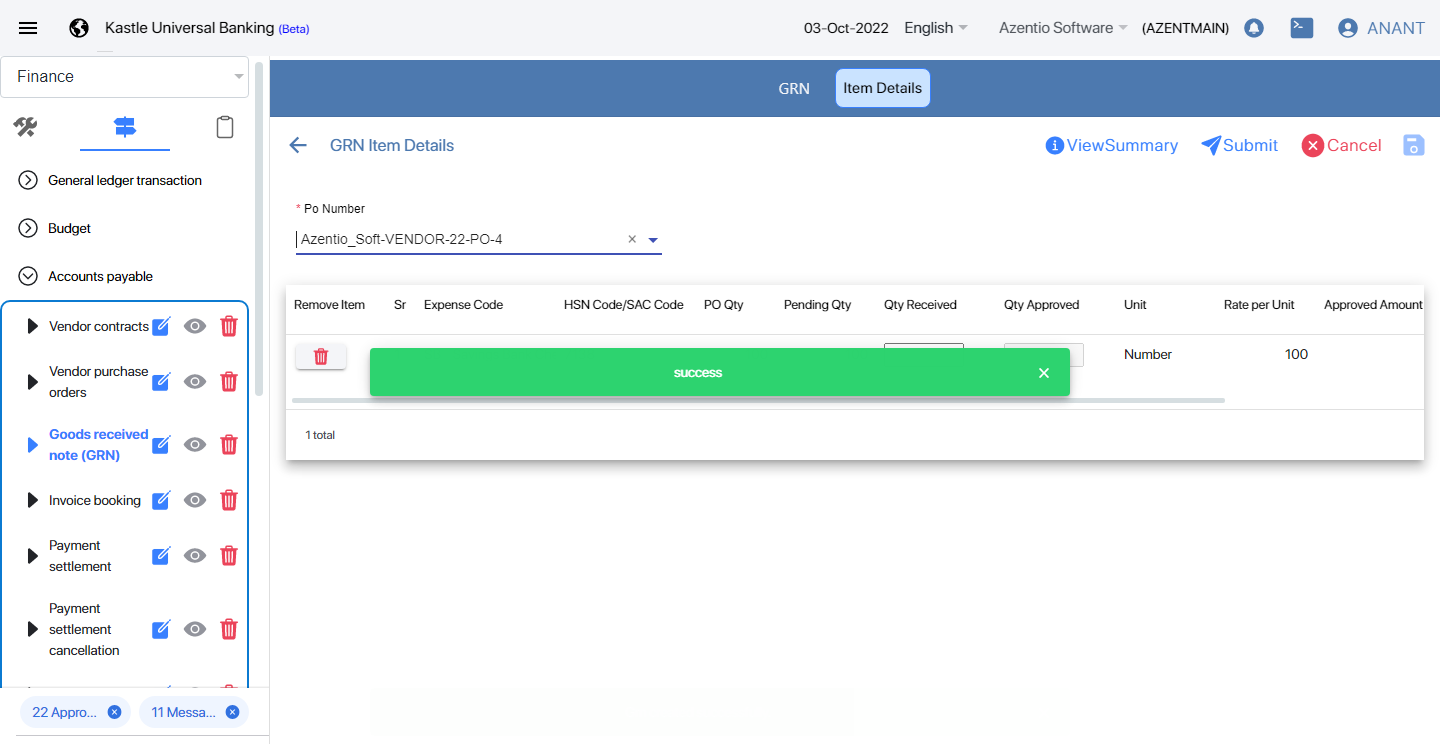 Kastle Universal Banking (Beta)
03-Oct-2022 English Azentio Software (AZENTMAIN) ANANT
Finance
General ledger transaction
Budget
Accounts payable
Vendor contracts
Vendor purchase
orders
Goods received
note (GRN)
Invoice booking
Payment
settlement
Payment
settlement
cancellation
22 Appro... 11 Messa...
GRN Item Details
GRN Item Details
ViewSummary Submit Cancel
* Po Number
Azentio_Soft-VENDOR-22-PO-4
Remove Item Sr Expense Code HSN Code/SAC Code PO Qty Pending Qty Qty Received Qty Approved Unit Rate per Unit Approved Amount
Number 100
success
1 total